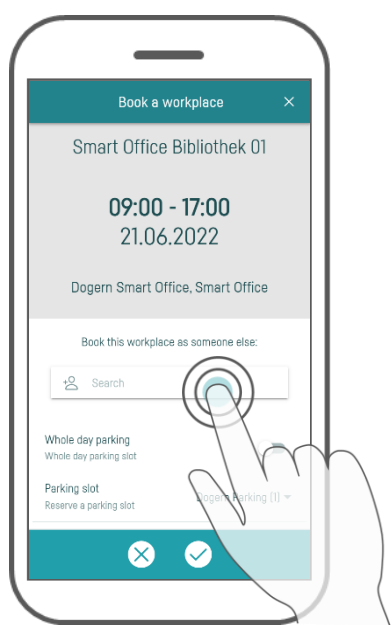 Book a workplace
Smart Office Bibliothek 01
09:00 - 17:00
21.06.2022
Dogern Smart Office, Smart Office
Book this workplace as someone else:
Search
Whole day parking
Whole day parking slot
Parking slot
Reserve a parking slot
Dogern Parking (1)